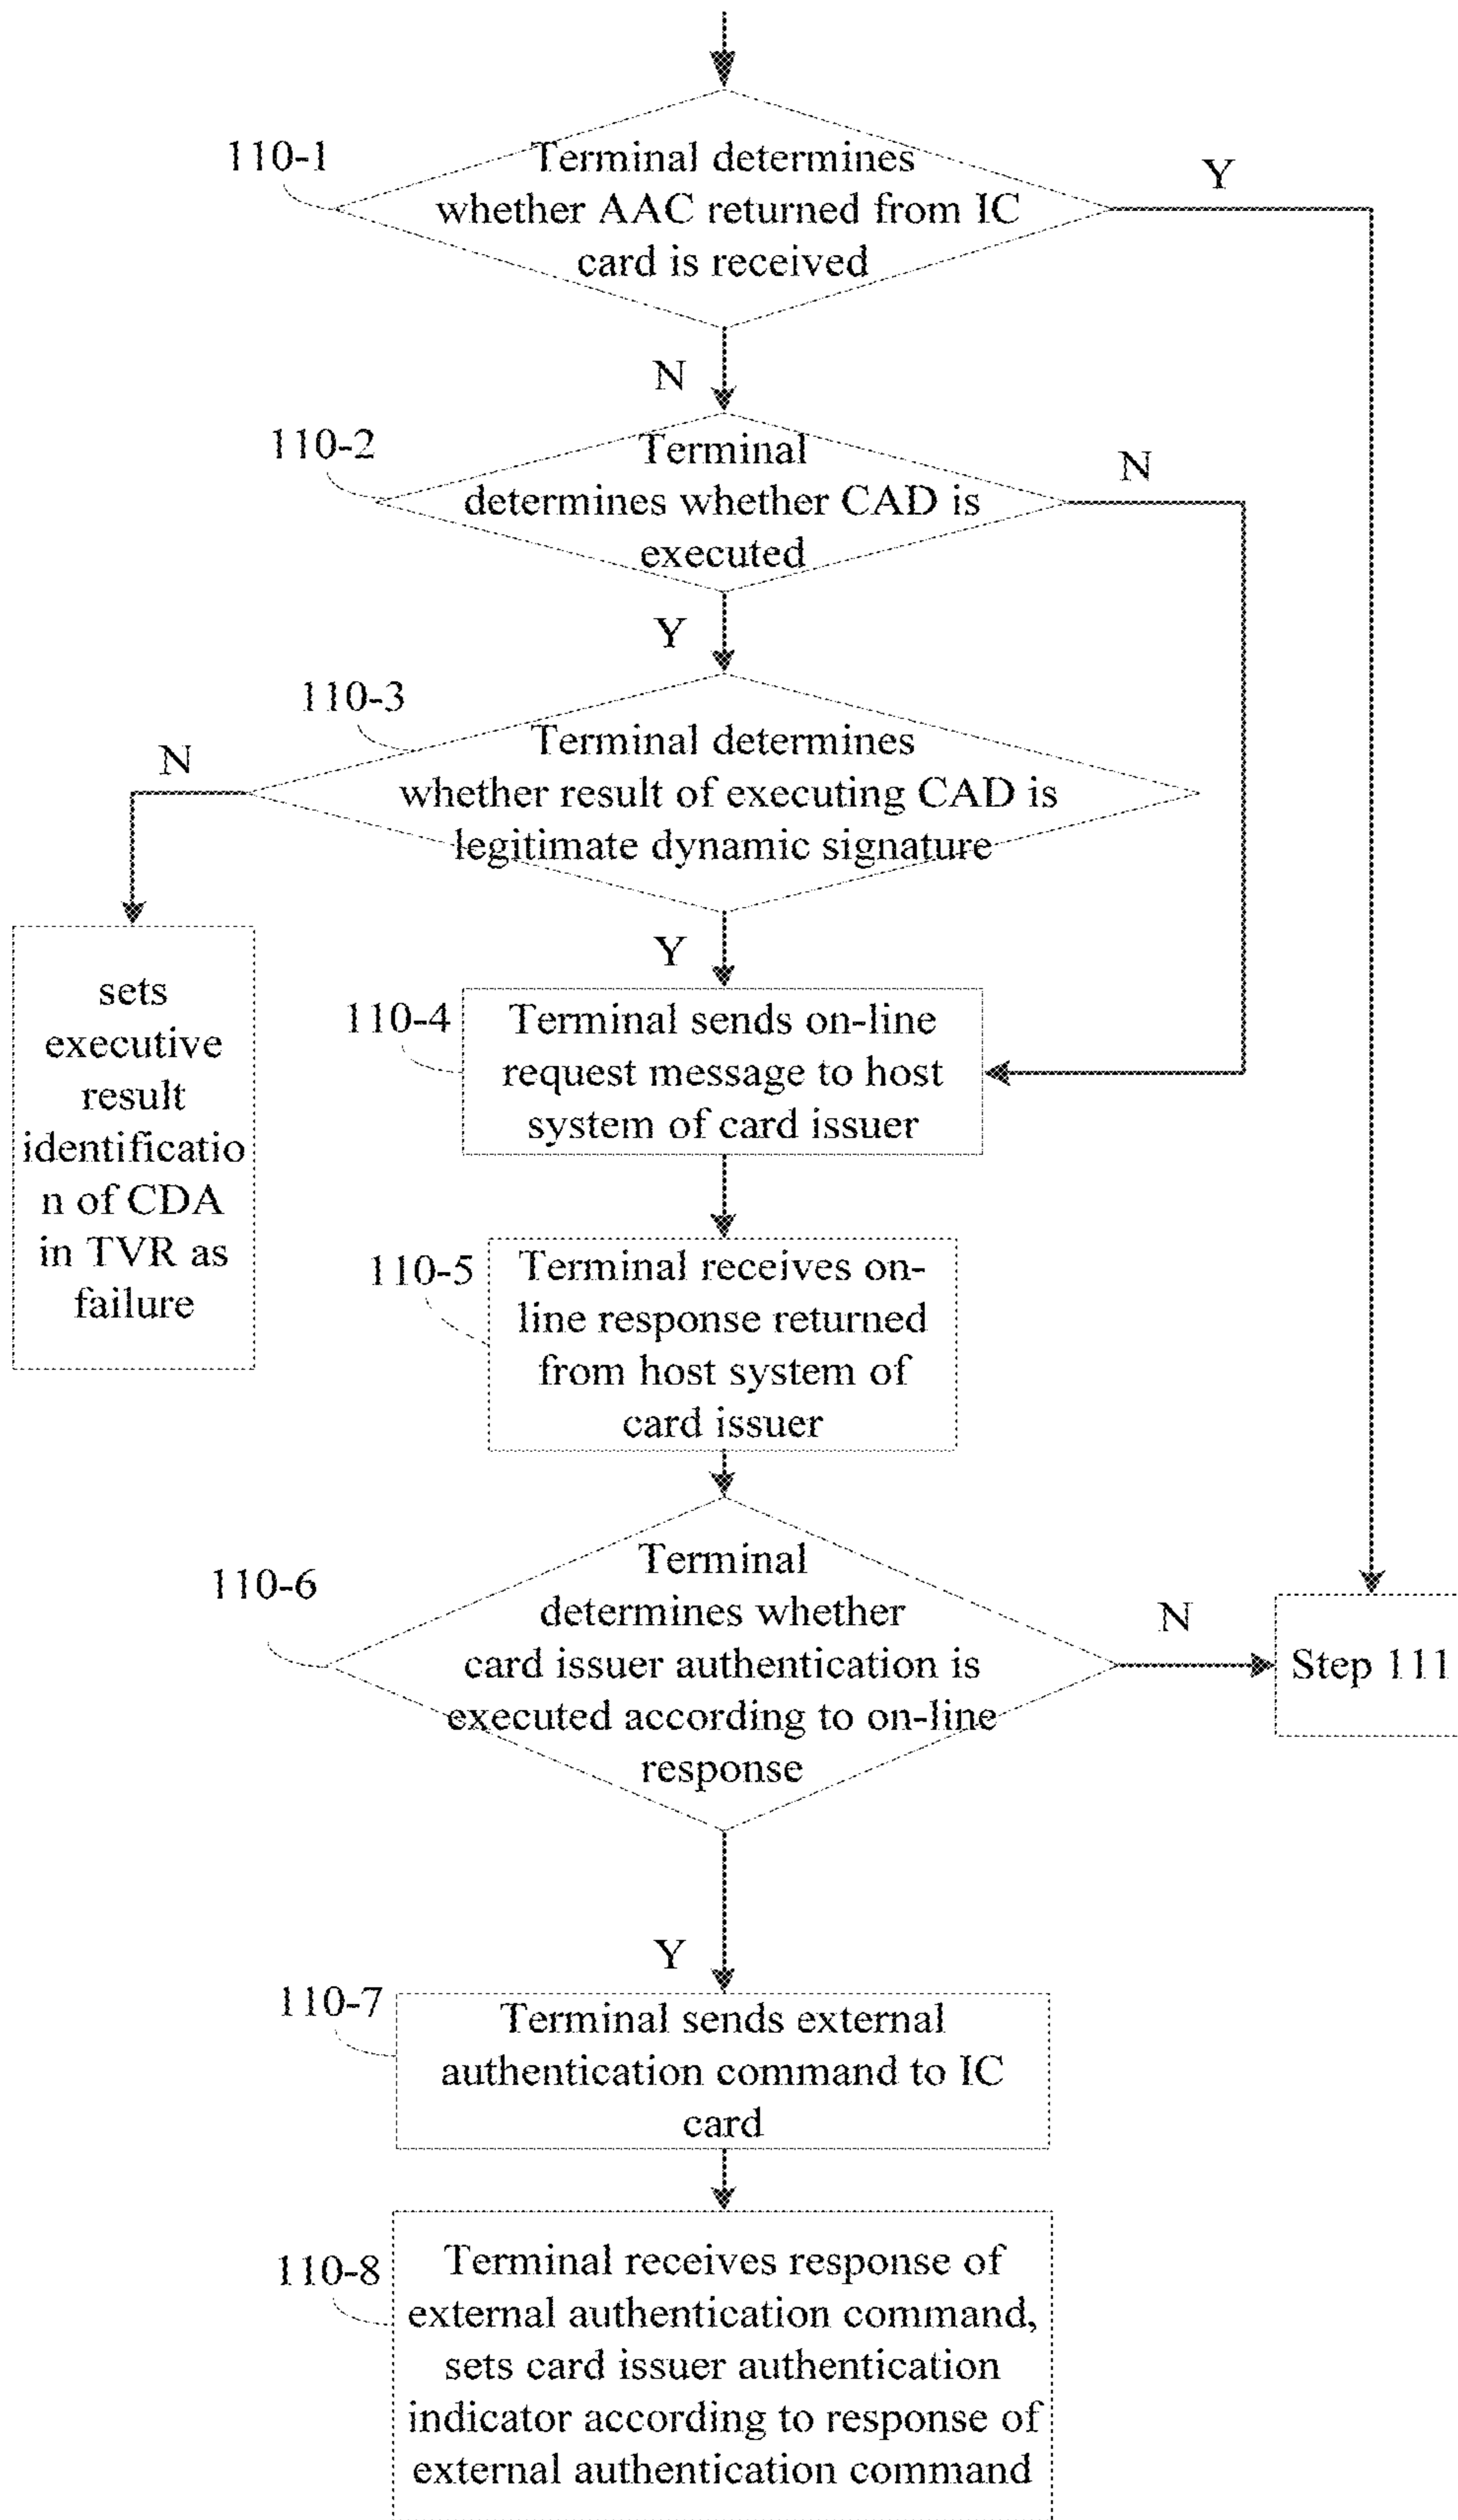 110-1
Terminal determines
whether AAC returned from IC
card is received
Y
N
110-2
Terminal
determines whether CAD is
executed
N
Y
110-3
Terminal determines
whether result of executing CAD is
legitimate dynamic signature
N
sets
executive
result
identificatio
n of CDA
in TVR as
failure
Y
110-4
Terminal sends on-line
request message to host
system of card issuer
110-5
Terminal receives on-
line response returned
from host system of
card issuer
110-6
Terminal
determines whether
card issuer authentication is
executed according to on-line
response
N
Step 111
Y
110-7
Terminal sends external
authentication command to IC
card
110-8
Terminal receives response of
external authentication command,
sets card issuer authentication
indicator according to response of
external authentication command